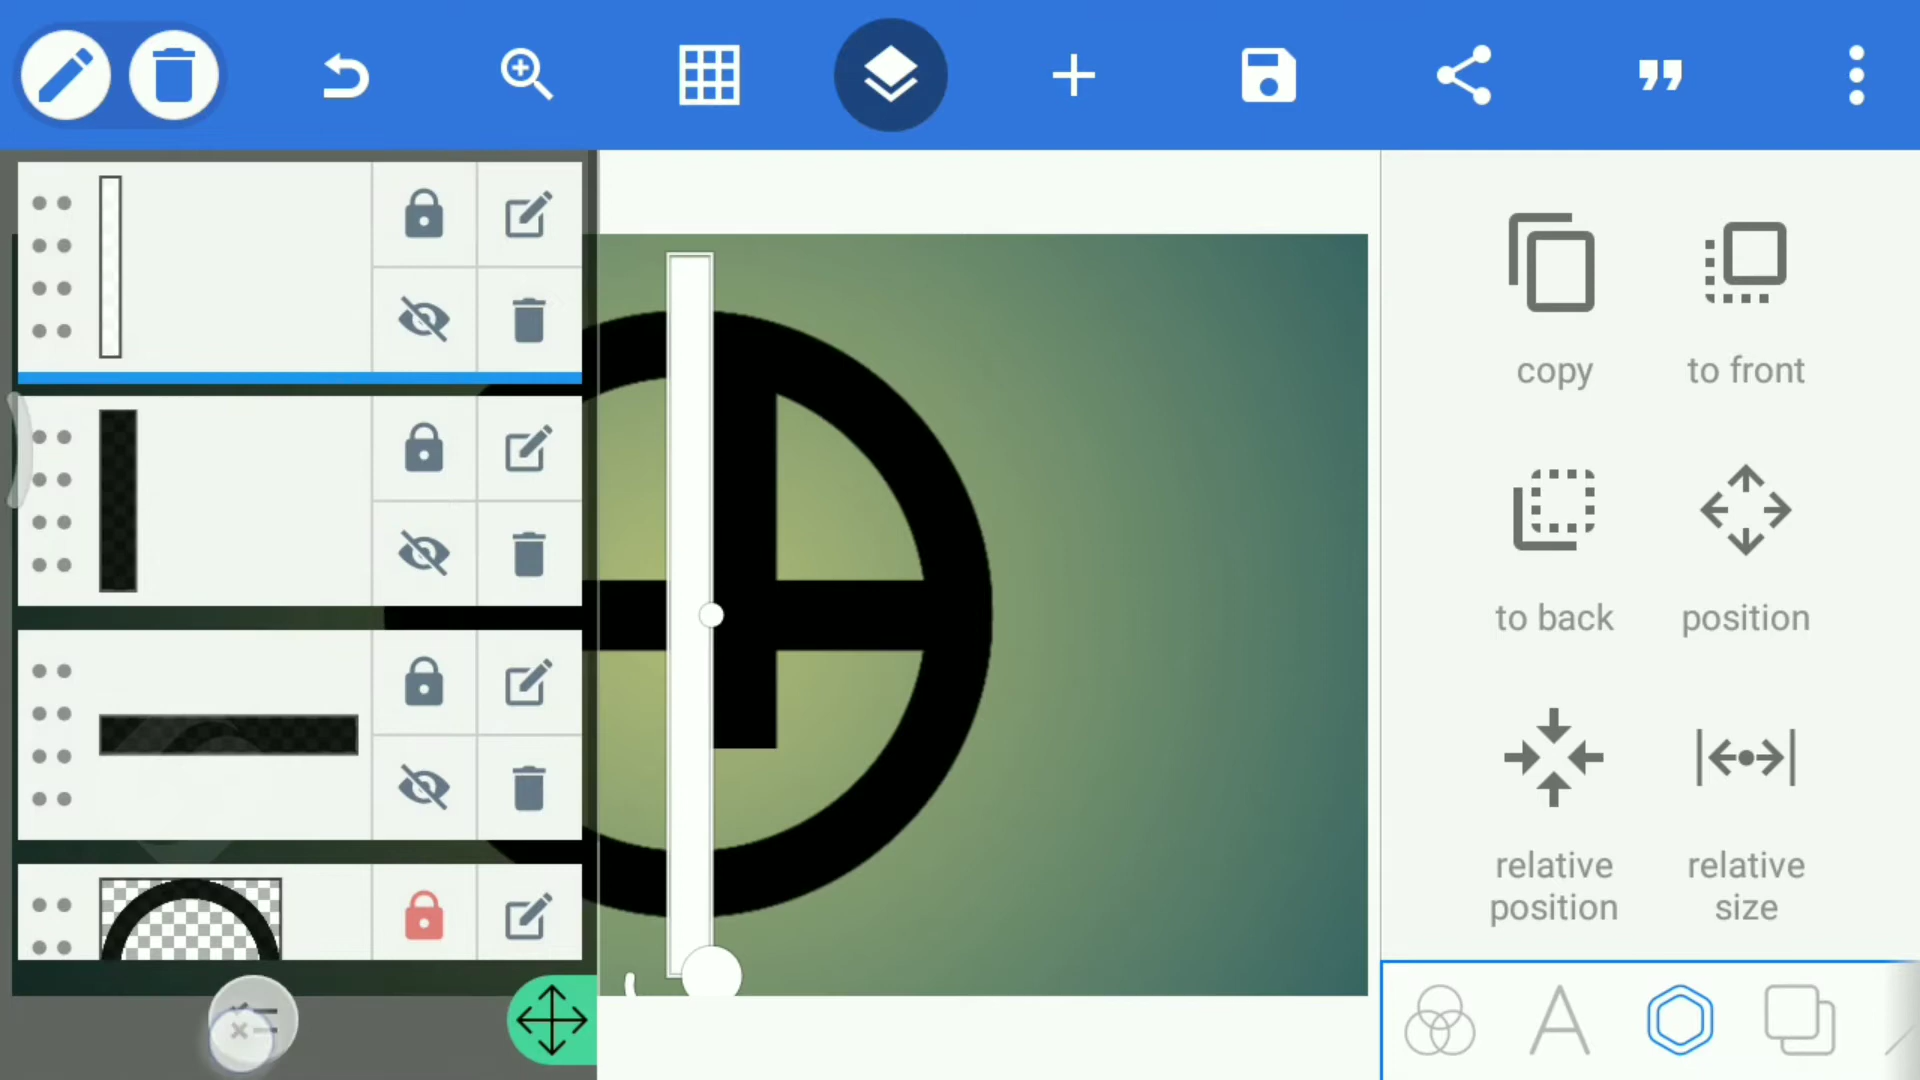 copy
to front
to back
position
relative
position
relative
size